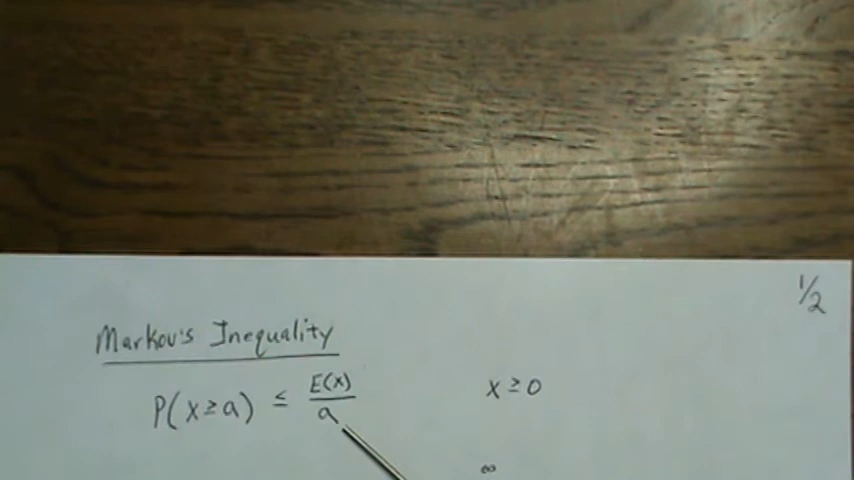 1/2
Markov's Inequality
P(x≥a) ≤ E(x)/a x≥0
∞